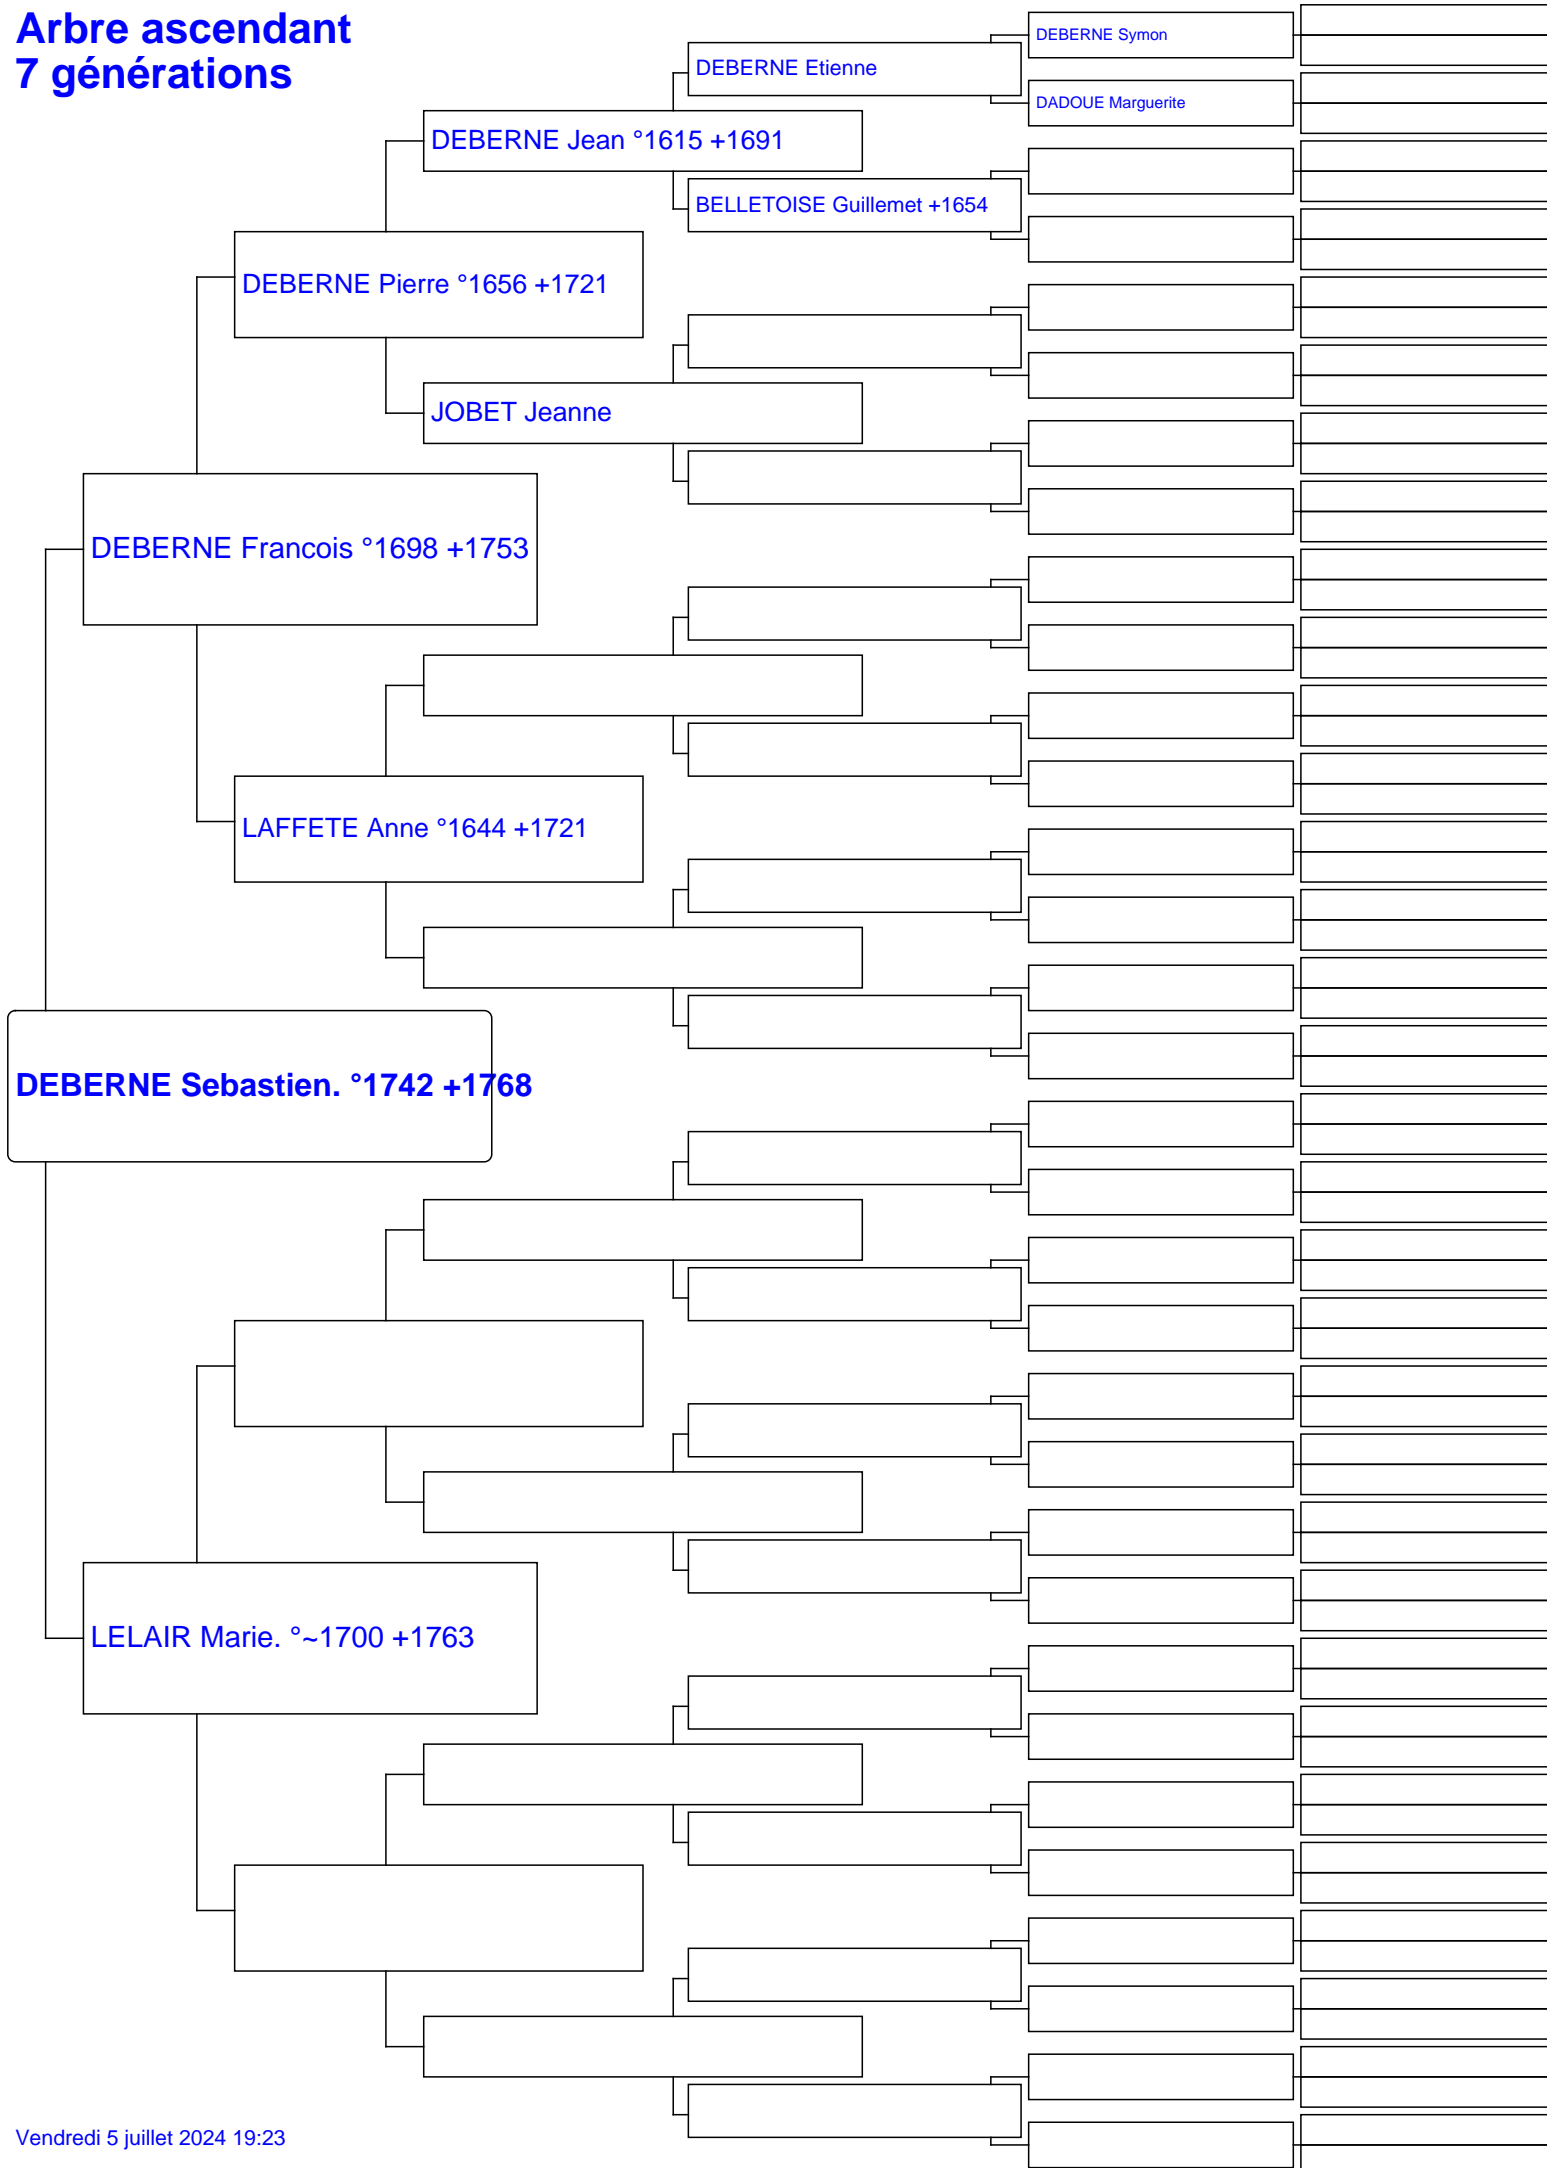 Arbre ascendant
7 générations
DEBERNE Symon
DEBERNE Etienne
DADOUE Marguerite
DEBERNE Jean °1615 +1691
BELLETOISE Guillemet +1654
DEBERNE Pierre °1656 +1721
JOBET Jeanne
DEBERNE Francois °1698 +1753
LAFFETE Anne °1644 +1721
DEBERNE Sebastien. °1742 +1768
LELAIR Marie. °~1700 +1763
Vendredi 5 juillet 2024 19:23